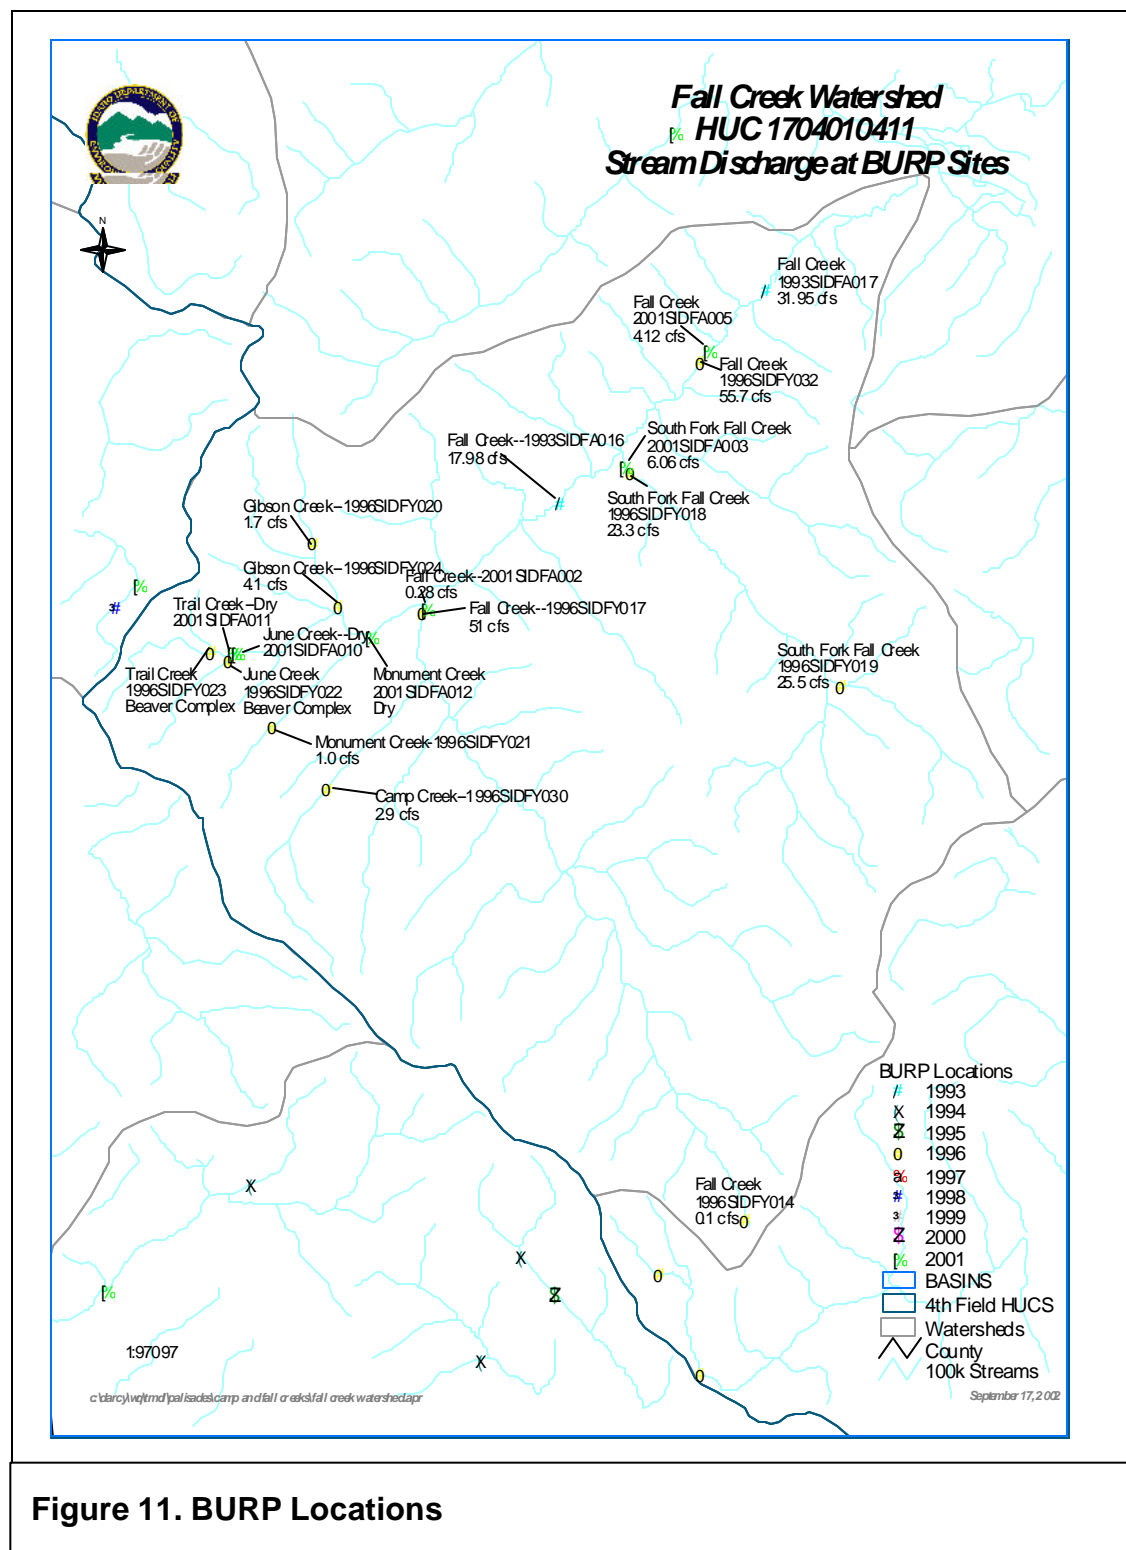 Fall Creek Watershed
HUC 1704010411
Stream Discharge at BURP Sites
IDAHO DEPARTMENT OF
N
Fall Creek
1993SIDFA017
31.95 cfs
Fall Creek
2001SIDFA005
4.12 cfs
Fall Creek
1996SIDFY032
55.7 cfs
Fall Creek--1993SIDFA016
17.98 cfs
South Fork Fall Creek
2001SIDFA003
6.06 cfs
South Fork Fall Creek
1996SIDFY018
23.3 cfs
Gibson Creek--1996SIDFY020
1.7 cfs
Gibson Creek--1996SIDFY024
4.1 cfs
Fall Creek--2001SIDFA002
0.28 cfs
Fall Creek--1996SIDFY017
51 cfs
Trail Creek--Dry
2001SIDFA011
June Creek--Dry
2001SIDFA010
Trail Creek
1996SIDFY023
Beaver Complex
June Creek
1996SIDFY022
Beaver Complex
Monument Creek
2001SIDFA012
Dry
South Fork Fall Creek
1996SIDFY019
25.5 cfs
Monument Creek-1996SIDFY021
1.0 cfs
Camp Creek--1996SIDFY030
2.9 cfs
Fall Creek
1996SIDFY014
0.1 cfs
BURP Locations
1993
1994
1995
1996
1997
1998
1999
2000
2001
BASINS
4th Field HUCS
Watersheds
County
100k Streams
1:97097
c:\darcy\wq\tmdl\palisades\camp and fall creeks\fall creek watershed.apr
September 17, 2002
Figure 11. BURP Locations